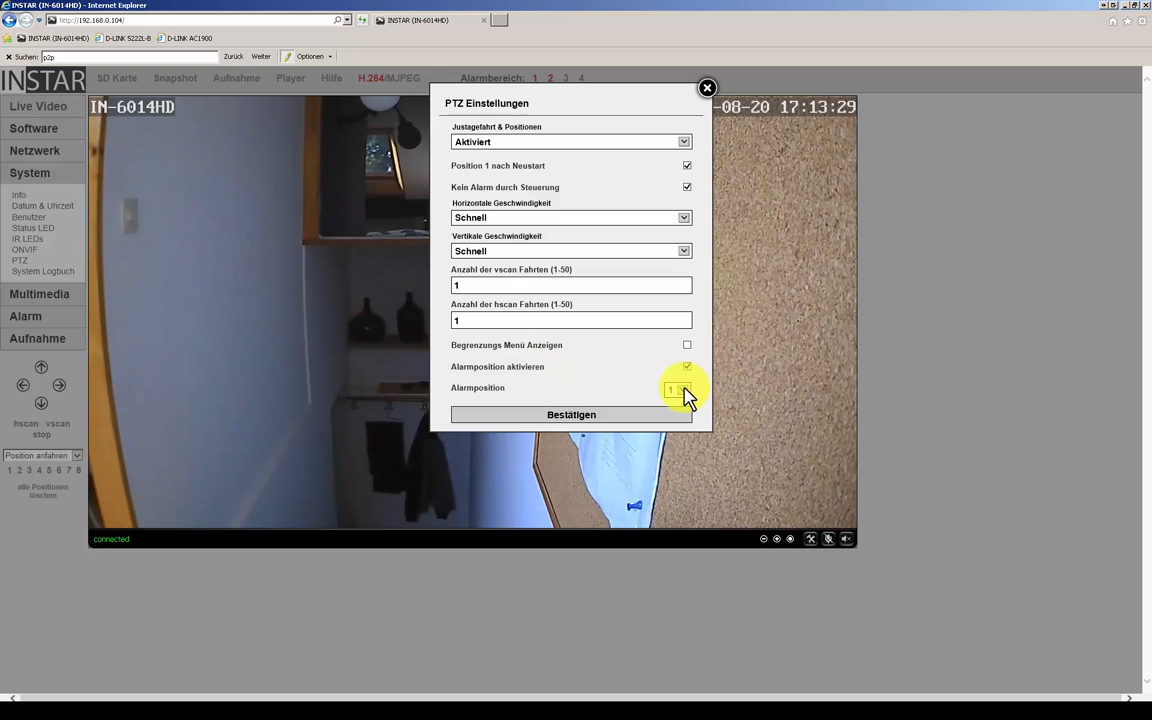 INSTAR (IN-6014HD) - Internet Explorer
http://192.168.0.104/
INSTAR (IN-6014HD)
INSTAR (IN-6014HD) D-LINK 5222L-B D-LINK AC1900
Suchen: p2p Zurück Weiter Optionen
INSTAR SD Karte Snapshot Aufnahme Player Hilfe H.264/MJPEG Alarmbereich: 1 2 3 4
Live Video
Software
Netzwerk
System
Info
Datum & Uhrzeit
Benutzer
Status LED
IR LEDs
ONVIF
PTZ
System Logbuch
Multimedia
Alarm
Aufnahme
hscan vscan
stop
Position anfahren
1 2 3 4 5 6 7 8
alle Positionen
löschen
IN-6014HD
-08-20 17:13:29
PTZ Einstellungen
Justagefahrt & Positionen
Aktiviert
Position 1 nach Neustart
Kein Alarm durch Steuerung
Horizontale Geschwindigkeit
Schnell
Vertikale Geschwindigkeit
Schnell
Anzahl der vscan Fahrten (1-50)
1
Anzahl der hscan Fahrten (1-50)
1
Begrenzungs Menü Anzeigen
Alarmposition aktivieren
Alarmposition 1
Bestätigen
connected